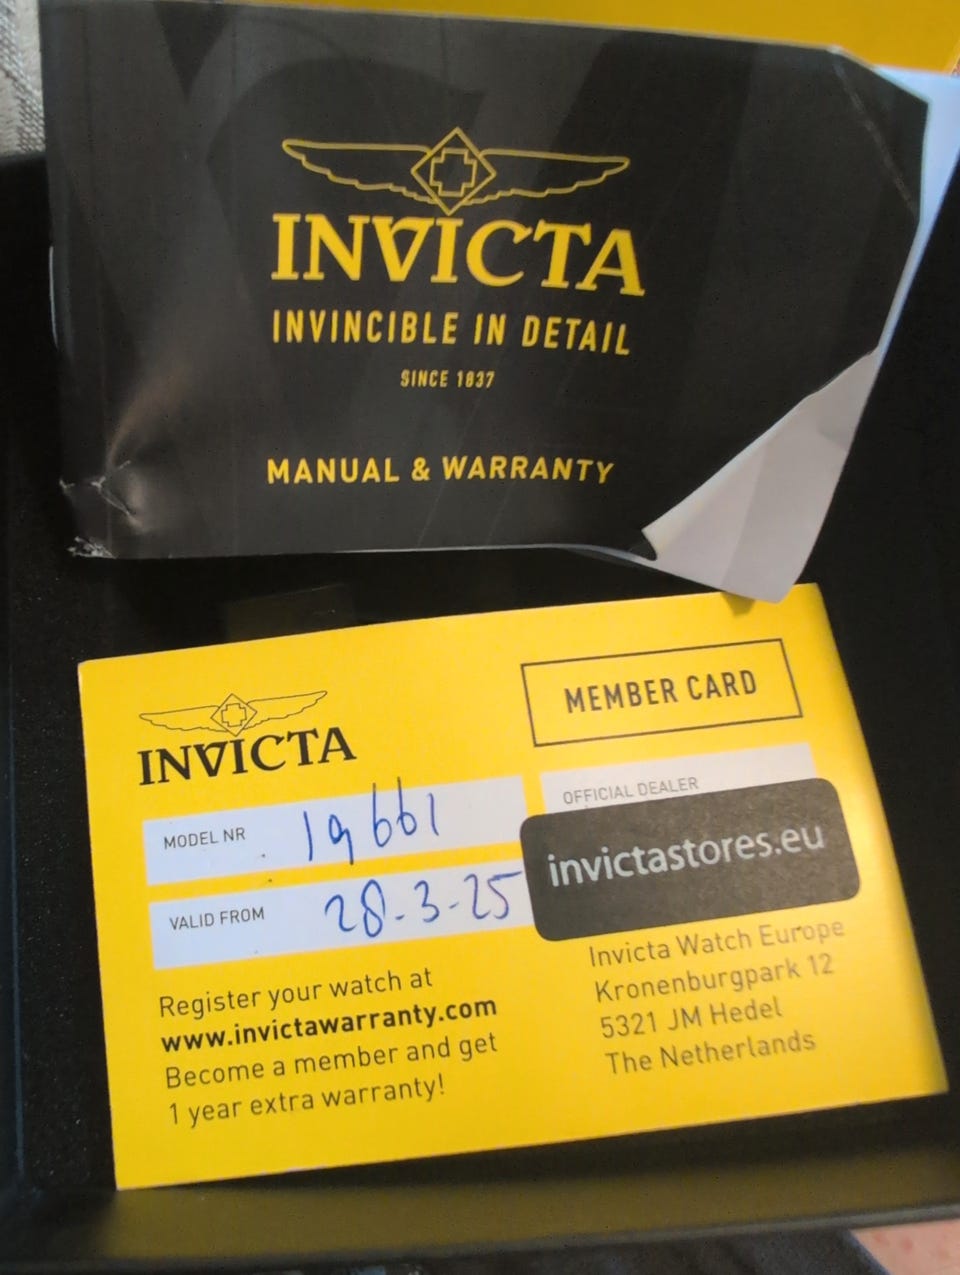 INVICTA
INVINCIBLE IN DETAIL
SINCE 1837
MANUAL & WARRANTY
INVICTA
MEMBER CARD
MODEL NR 19661
OFFICIAL DEALER
invictastores.eu
VALID FROM 28-3-25
Register your watch at
www.invictawarranty.com
Become a member and get
1 year extra warranty!
Invicta Watch Europe
Kronenburgpark 12
5321 JM Hedel
The Netherlands